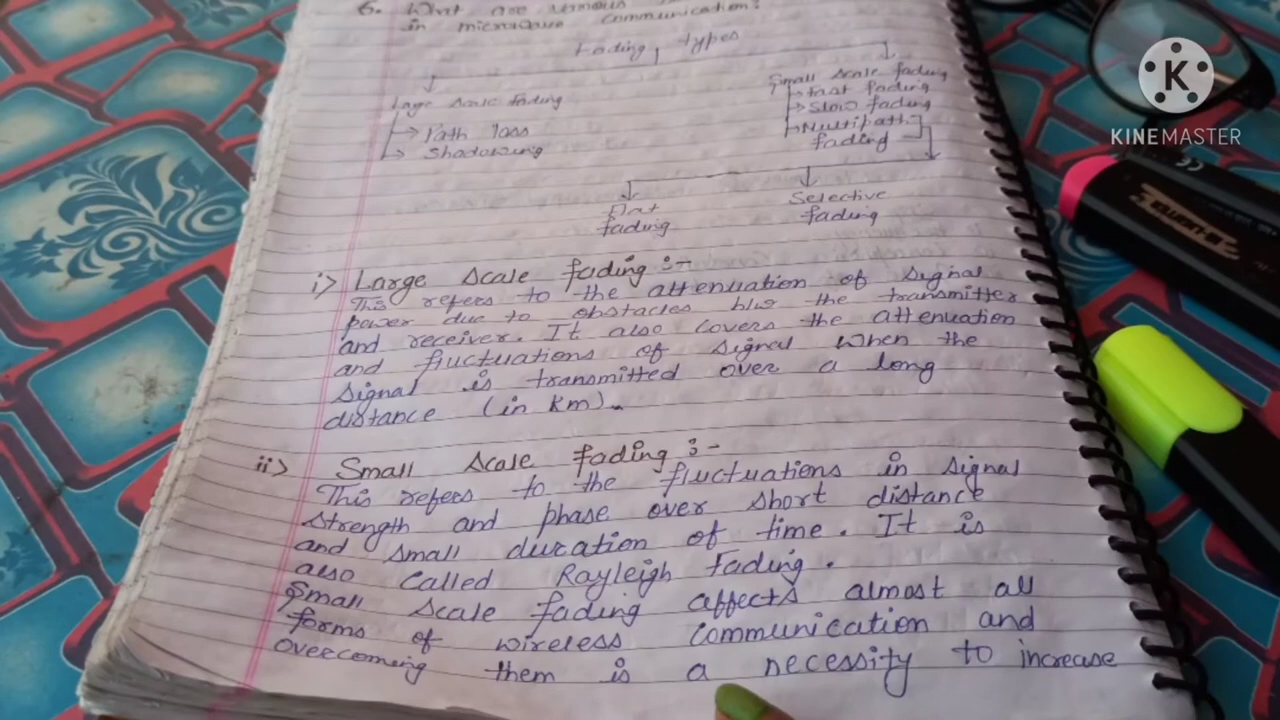 6. What are various
in microwave communication?
Fading, types
Large scale fading
→ Path loss
→ Shadowing
Small scale fading
→ Fast fading
→ Slow fading
→ Multipath
fading
Flat
fading
Selective
fading
i) Large scale fading :-
This refers to the attenuation of signal
power due to obstacles b/w the transmitter
and receiver. It also covers the attenuation
and fluctuations of signal when the
signal is transmitted over a long
distance (in km).
ii) Small scale fading :-
This refers to the fluctuations in signal
strength and phase over short distance
and small duration of time. It is
also called Rayleigh Fading.
Small scale fading affects almost all
forms of wireless communication and
overcoming them is a necessity to increase
K
KINEMASTER